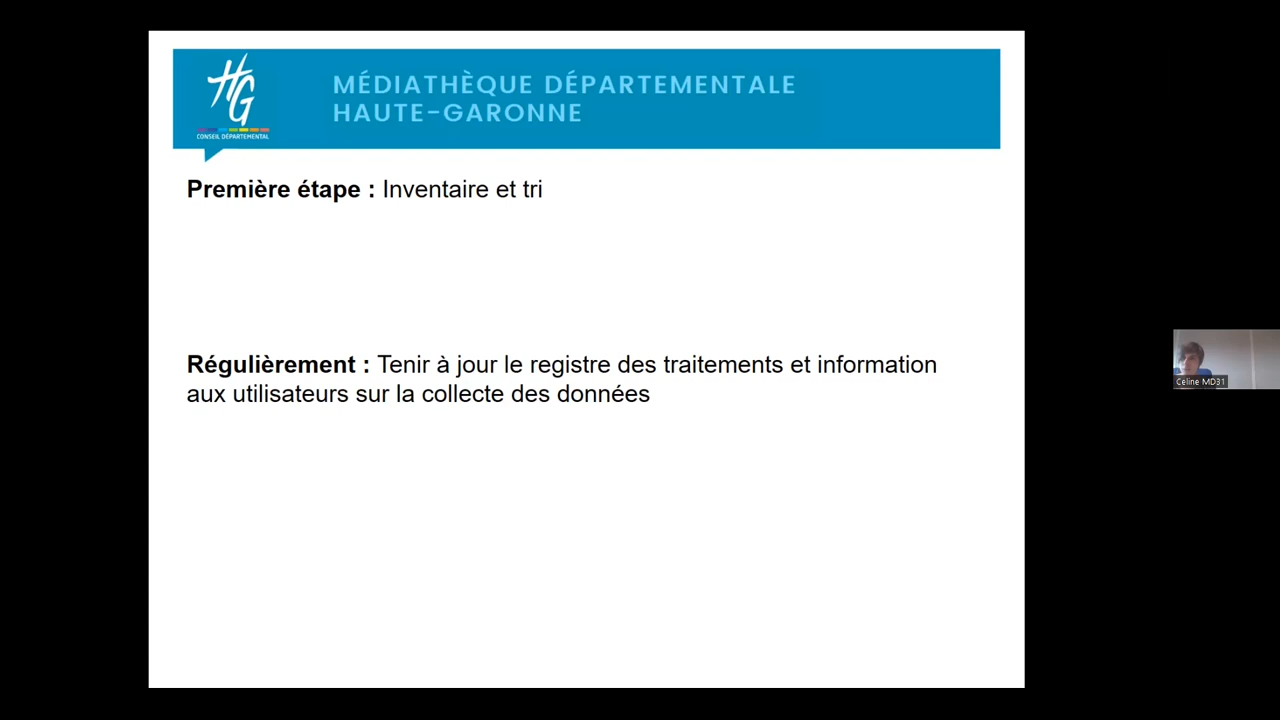 HG
CONSEIL DÉPARTEMENTAL
MÉDIATHÈQUE DÉPARTEMENTALE
HAUTE-GARONNE
Première étape : Inventaire et tri
Régulièrement : Tenir à jour le registre des traitements et information
aux utilisateurs sur la collecte des données
Celine MD31